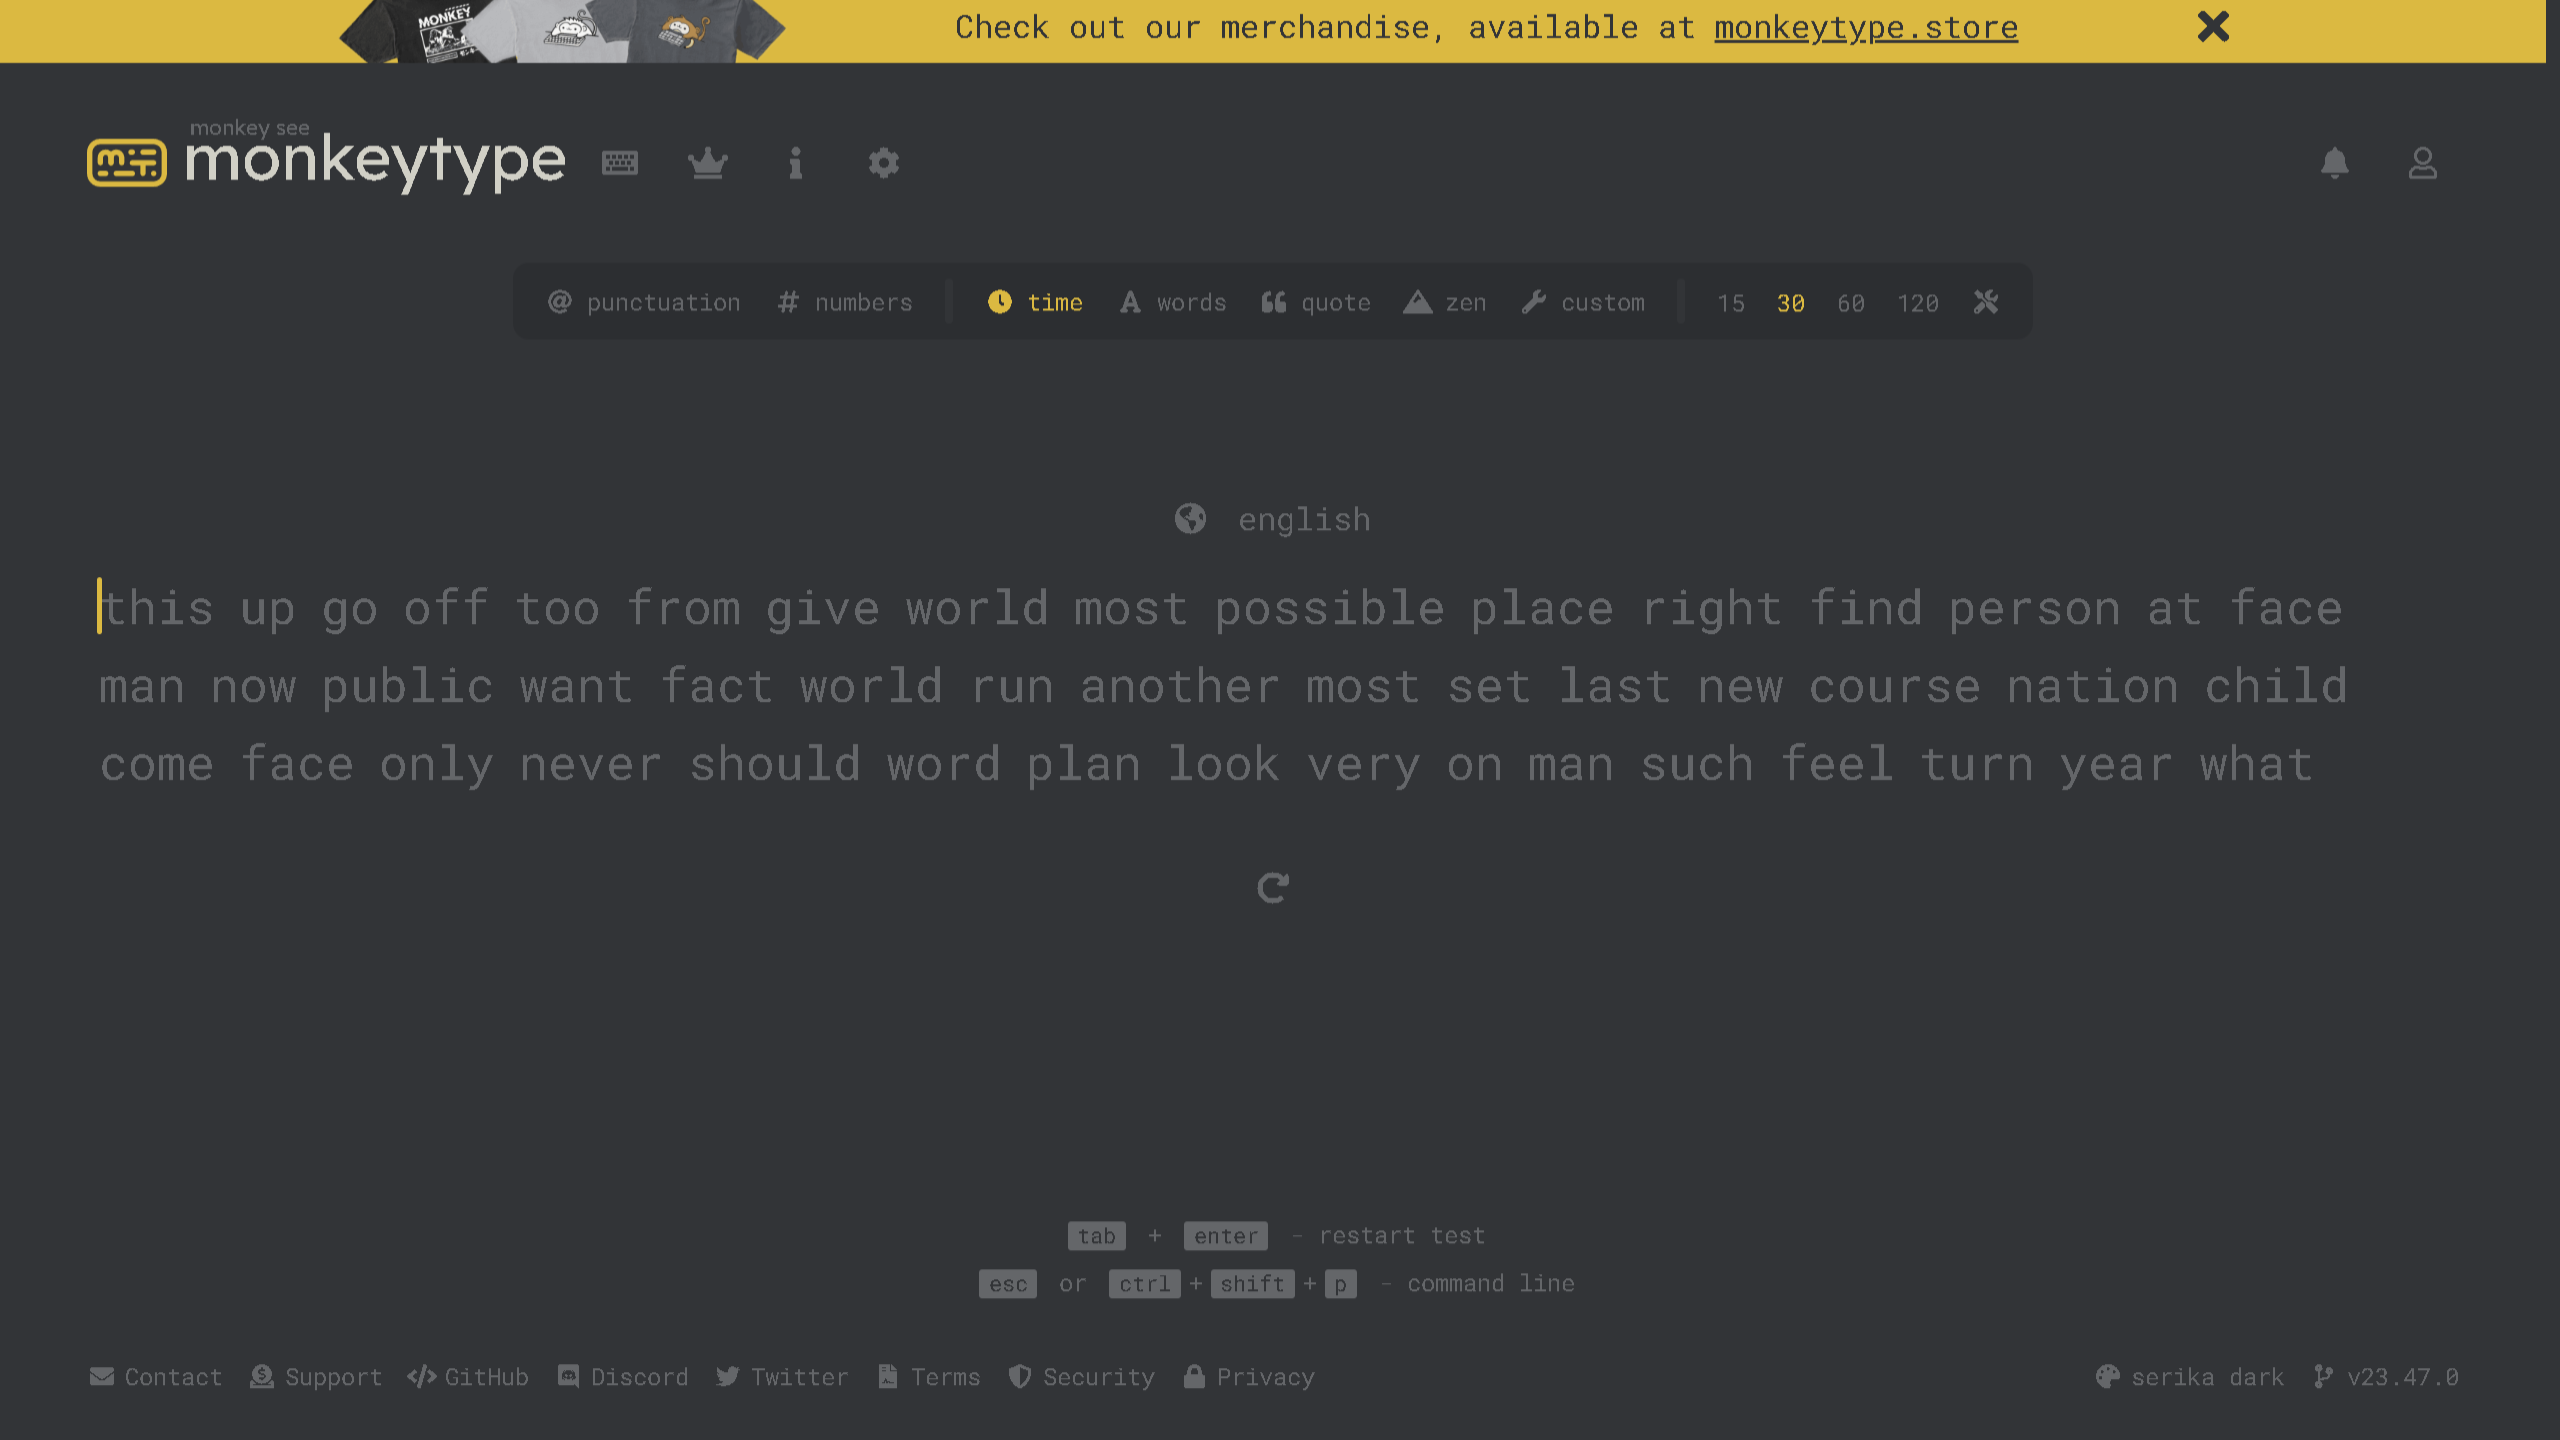 MONKEY
Check out our merchandise, available at monkeytype.store
monkey see
monkeytype
punctuation numbers time words quote zen custom 15 30 60 120
english
this up go off too from give world most possible place right find person at face
man now public want fact world run another most set last new course nation child
come face only never should word plan look very on man such feel turn year what
tab + enter - restart test
esc or ctrl + shift + p - command line
Contact Support GitHub Discord Twitter Terms Security Privacy serika dark v23.47.0